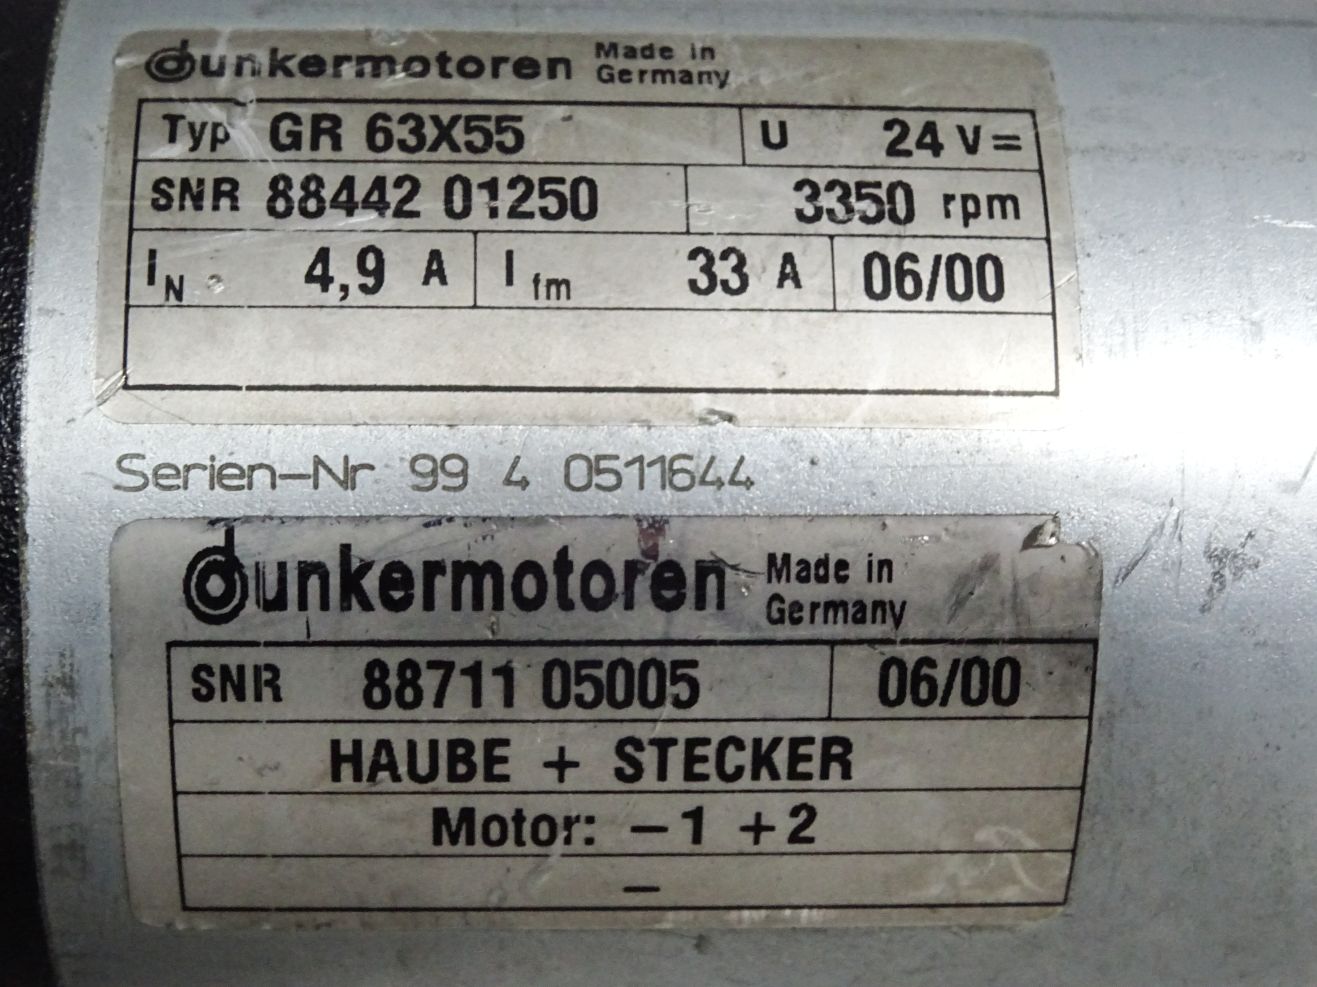 dunkermotoren Made in Germany
Typ GR 63X55 U 24 V=
SNR 88442 01250 3350 rpm
IN 4,9 A Ifm 33 A 06/00
Serien-Nr 99 4 0511644
dunkermotoren Made in Germany
SNR 88711 05005 06/00
HAUBE + STECKER
Motor: -1 +2
-